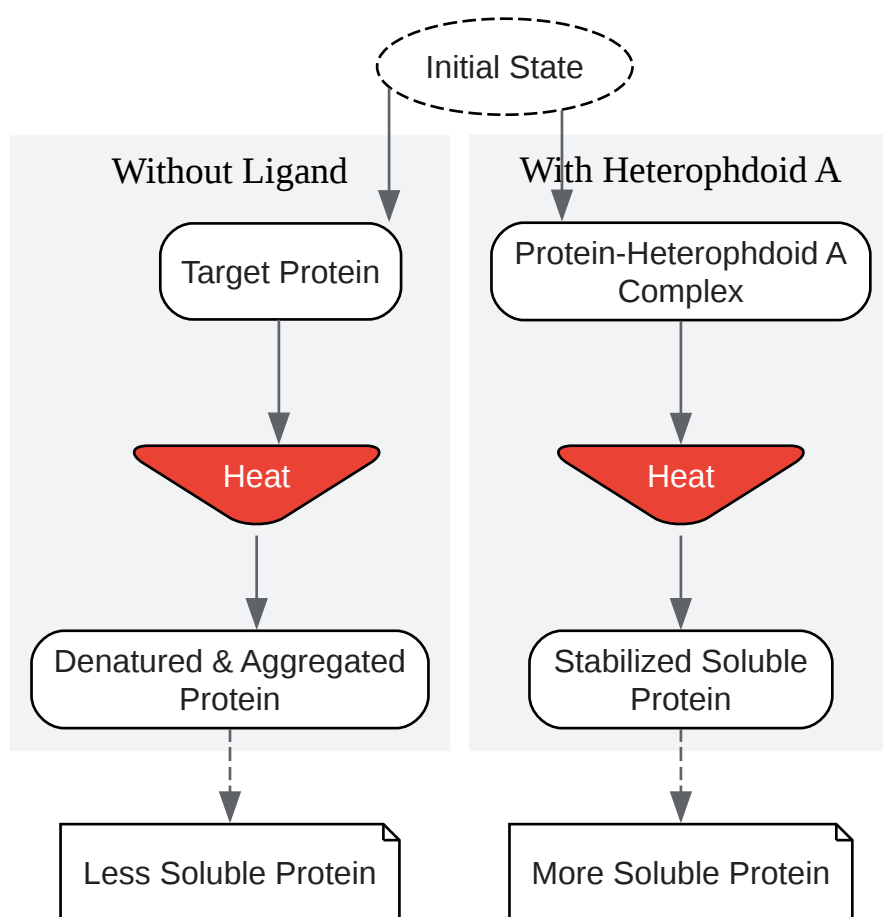 Initial State
Without Ligand
With Heterophdoid A
Target Protein
Protein-Heterophdoid A
Complex
Heat
Heat
Denatured & Aggregated
Protein
Stabilized Soluble
Protein
Less Soluble Protein
More Soluble Protein